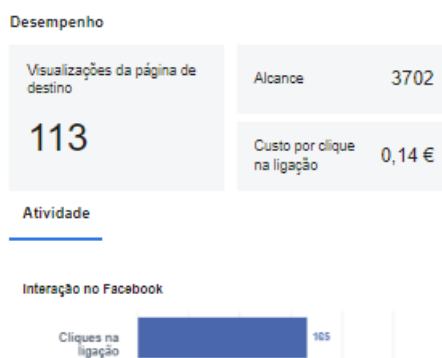 Desempenho
Visualizações da página de
destino
113
Alcance 3702
Custo por clique
na ligação
0,14 €
Atividade
Interação no Facebook
Cliques na
ligação
165